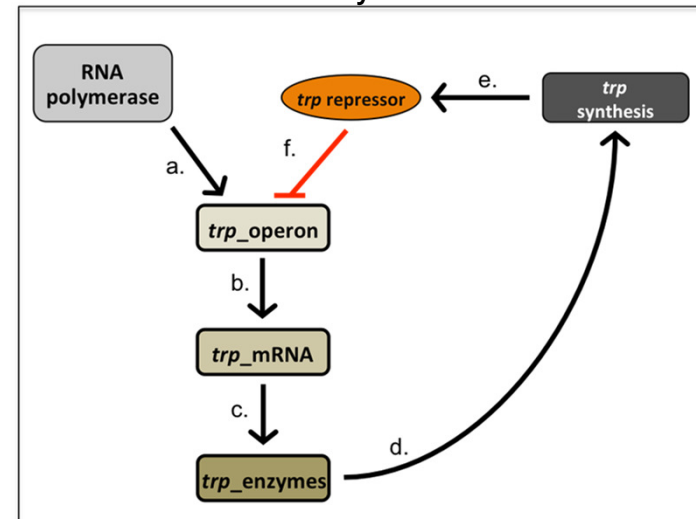 RNA
polymerase
trp repressor
e.
trp
synthesis
a.
f.
trp_operon
b.
trp_mRNA
c.
trp_enzymes
d.